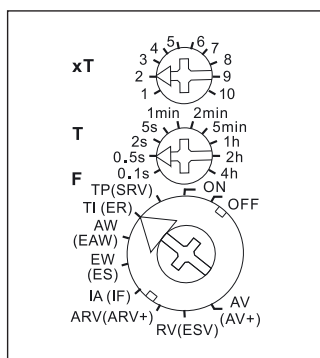 xT
1
2
3
4
5
6
7
8
9
10
T
0.1s
0.5s
2s
5s
1min
2min
5min
1h
2h
4h
F
TP(SRV)
TI (ER)
AW
(EAW)
EW
(ES)
IA (IF)
ARV(ARV+)
RV(ESV)
AV
(AV+)
OFF
ON